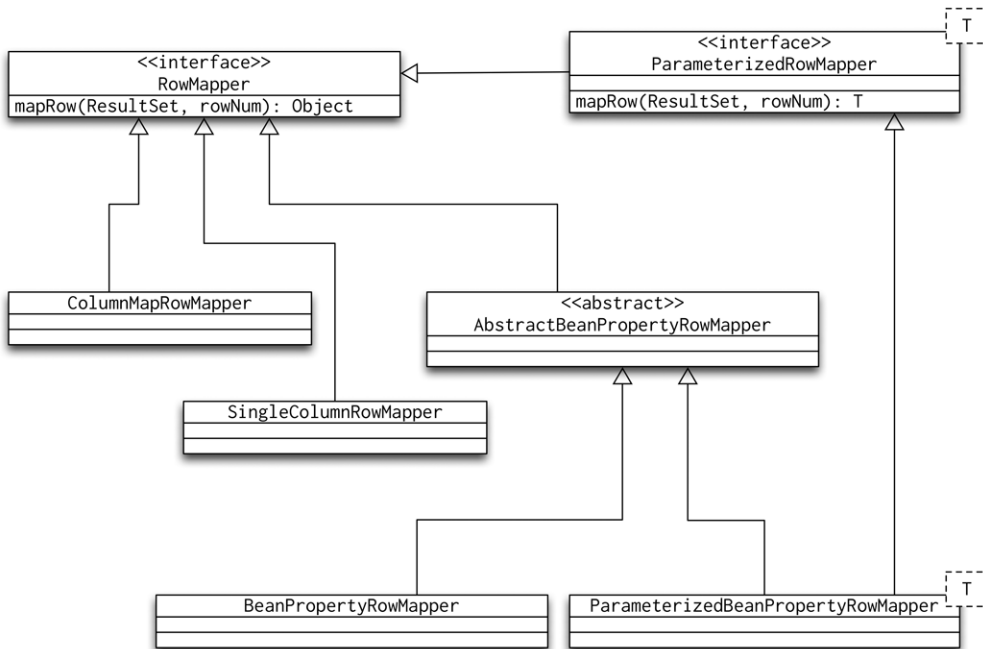 T
<<interface>>
RowMapper
mapRow(ResultSet, rowNum): Object
<<interface>>
ParameterizedRowMapper
mapRow(ResultSet, rowNum): T
ColumnMapRowMapper
<<abstract>>
AbstractBeanPropertyRowMapper
SingleColumnRowMapper
T
BeanPropertyRowMapper
ParameterizedBeanPropertyRowMapper